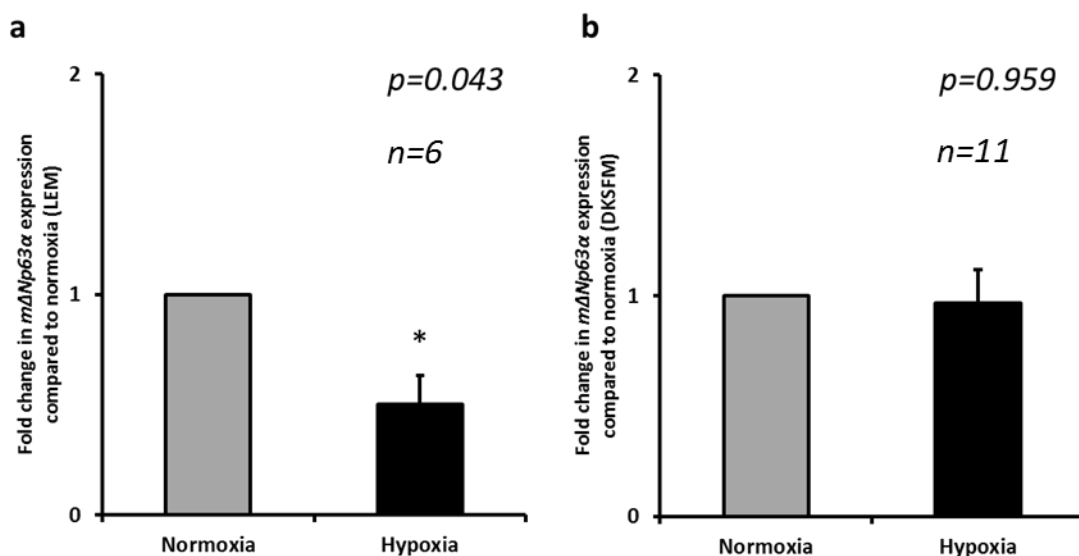 a
Fold change in mΔNp63α expression
compared to normoxia (LEM)
2
1
0
p=0.043
n=6
*
Normoxia
Hypoxia
b
Fold change in mΔNp63α expression
compared to normoxia (DKSFM)
2
1
0
p=0.959
n=11
Normoxia
Hypoxia